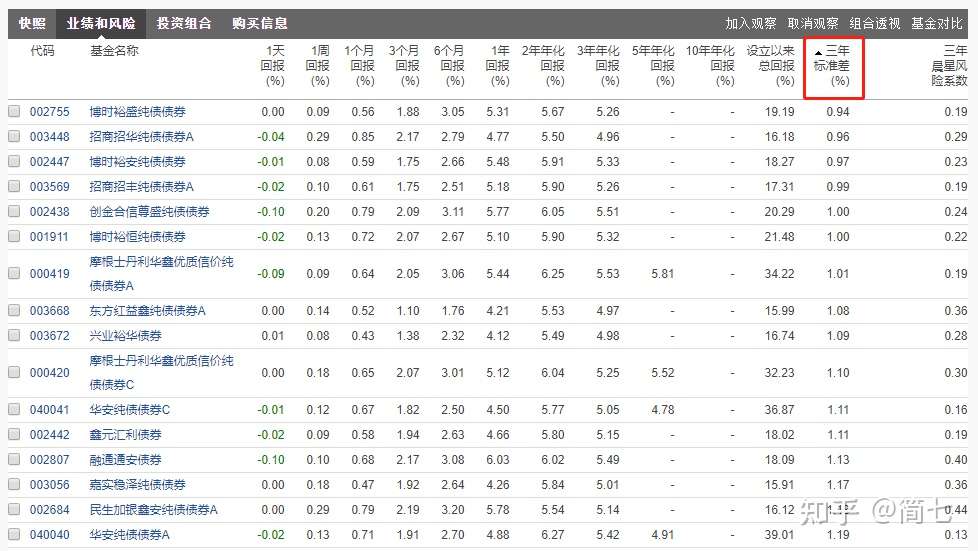 快照 业绩和风险 投资组合 购买信息 加入观察 取消观察 组合透视 基金对比
代码 基金名称 1天回报(%) 1周回报(%) 1个月回报(%) 3个月回报(%) 6个月回报(%) 1年回报(%) 2年年化回报(%) 3年年化回报(%) 5年年化回报(%) 10年年化回报(%) 设立以来总回报(%) 三年标准差(%) 三年晨星风险系数
002755 博时裕盛纯债债券 0.00 0.09 0.56 1.88 3.05 5.31 5.67 5.26 - - 19.19 0.94 0.19
003448 招商招华纯债债券A -0.04 0.29 0.85 2.17 2.79 4.77 5.50 4.96 - - 16.18 0.96 0.29
002447 博时裕安纯债债券 -0.01 0.08 0.59 1.75 2.66 5.48 5.91 5.33 - - 18.27 0.97 0.23
003569 招商招丰纯债债券A -0.02 0.10 0.61 1.75 2.51 5.18 5.90 5.26 - - 17.31 0.99 0.19
002438 创金合信尊盛纯债债券 -0.10 0.20 0.79 2.09 3.11 5.77 6.05 5.51 - - 20.29 1.00 0.24
001911 博时裕恒纯债债券 -0.02 0.13 0.72 2.07 2.67 5.10 5.90 5.32 - - 21.48 1.00 0.22
000419 摩根士丹利华鑫优质信价纯债债券A -0.09 0.09 0.64 2.05 3.06 5.44 6.25 5.53 5.81 - 34.22 1.01 0.19
003668 东方红益鑫纯债债券A 0.00 0.14 0.52 1.10 1.76 4.21 5.53 4.97 - - 15.99 1.08 0.36
003672 兴业裕华债券 0.01 0.08 0.43 1.38 2.32 4.12 5.49 4.98 - - 16.74 1.09 0.28
000420 摩根士丹利华鑫优质信价纯债债券C 0.00 0.18 0.65 2.07 3.01 5.12 6.04 5.25 5.52 - 32.23 1.10 0.30
040041 华安纯债债券C -0.01 0.12 0.67 1.82 2.50 4.50 5.77 5.05 4.78 - 36.87 1.11 0.16
002442 鑫元汇利债券 -0.02 0.09 0.58 1.94 2.63 4.66 5.80 5.15 - - 18.02 1.11 0.19
002807 融通通安债券 -0.10 0.10 0.68 2.17 3.08 6.03 6.02 5.49 - - 18.09 1.13 0.40
003056 嘉实稳泽纯债债券 0.00 0.18 0.47 1.92 2.64 4.26 5.84 5.01 - - 15.91 1.17 0.36
002684 民生加银鑫安纯债债券A 0.00 0.29 0.79 2.19 3.20 5.78 5.54 5.14 - - 16.12 0.44
040040 华安纯债债券A -0.02 0.13 0.71 1.91 2.70 4.88 6.27 5.42 4.91 - 39.01 1.19 0.13
知乎 @简七